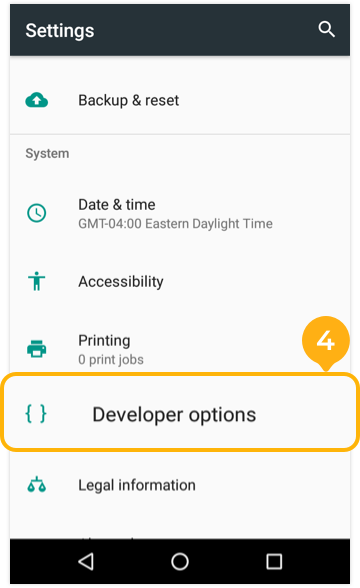 Settings
Backup & reset
System
Date & time
GMT-04:00 Eastern Daylight Time
Accessibility
Printing
0 print jobs
4
{ } Developer options
Legal information